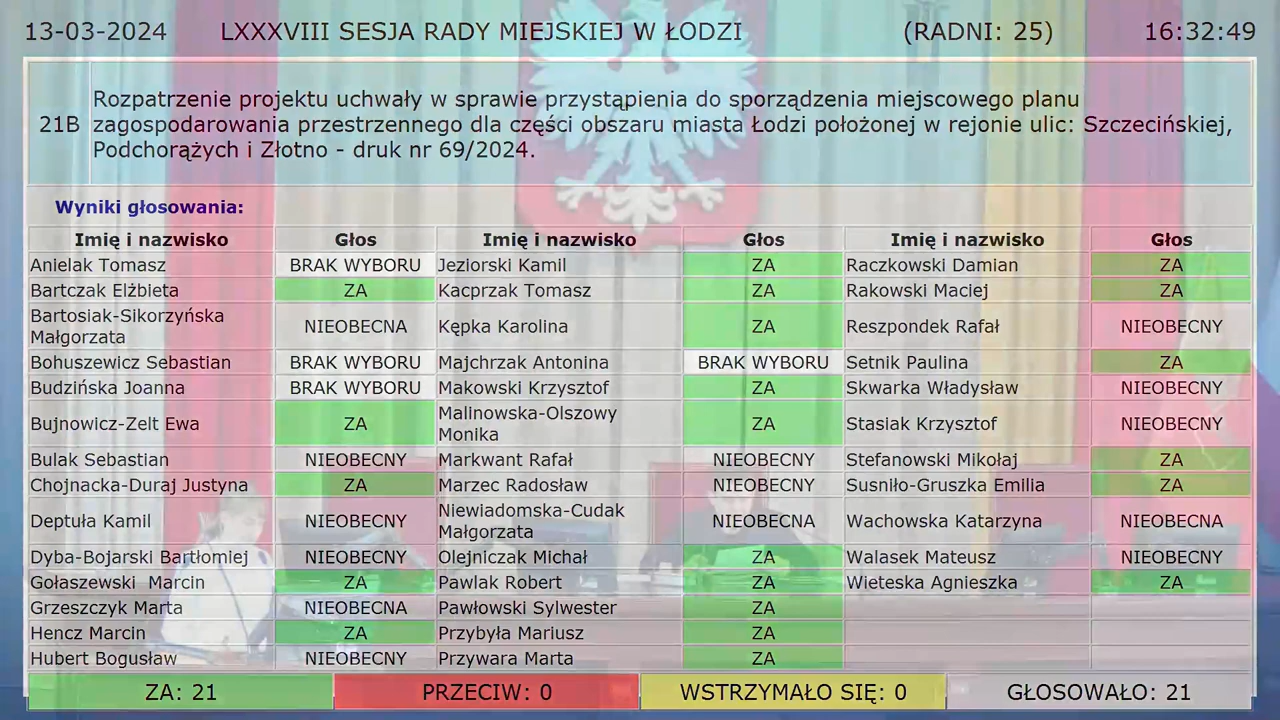 13-03-2024 LXXXVIII SESJA RADY MIEJSKIEJ W ŁODZI (RADNI: 25) 16:32:49
Rozpatrzenie projektu uchwały w sprawie przystąpienia do sporządzenia miejscowego planu
21B zagospodarowania przestrzennego dla części obszaru miasta Łodzi położonej w rejonie ulic: Szczecińskiej,
Podchorążych i Złotno - druk nr 69/2024.
Wyniki głosowania:
Imię i nazwisko Głos Imię i nazwisko Głos Imię i nazwisko Głos
Anielak Tomasz BRAK WYBORU Jeziorski Kamil ZA Raczkowski Damian ZA
Bartczak Elżbieta ZA Kacprzak Tomasz ZA Rakowski Maciej ZA
Bartosiak-Sikorzyńska
Małgorzata NIEOBECNA Kępka Karolina ZA Reszpondek Rafał NIEOBECNY
Bohuszewicz Sebastian BRAK WYBORU Majchrzak Antonina BRAK WYBORU Setnik Paulina ZA
Budzińska Joanna BRAK WYBORU Makowski Krzysztof ZA Skwarka Władysław NIEOBECNY
Bujnowicz-Zelt Ewa ZA Malinowska-Olszowy
Monika ZA Stasiak Krzysztof NIEOBECNY
Bulak Sebastian NIEOBECNY Markwant Rafał NIEOBECNY Stefanowski Mikołaj ZA
Chojnacka-Duraj Justyna ZA Marzec Radosław NIEOBECNY Susniło-Gruszka Emilia ZA
Deptuła Kamil NIEOBECNY Niewiadomska-Cudak
Małgorzata NIEOBECNA Wachowska Katarzyna NIEOBECNA
Dyba-Bojarski Bartłomiej NIEOBECNY Olejniczak Michał ZA Walasek Mateusz NIEOBECNY
Gołaszewski Marcin ZA Pawlak Robert ZA Wieteska Agnieszka ZA
Grzeszczyk Marta NIEOBECNA Pawłowski Sylwester ZA
Hencz Marcin ZA Przybyła Mariusz ZA
Hubert Bogusław NIEOBECNY Przywara Marta ZA
ZA: 21 PRZECIW: 0 WSTRZYMAŁO SIĘ: 0 GŁOSOWAŁO: 21